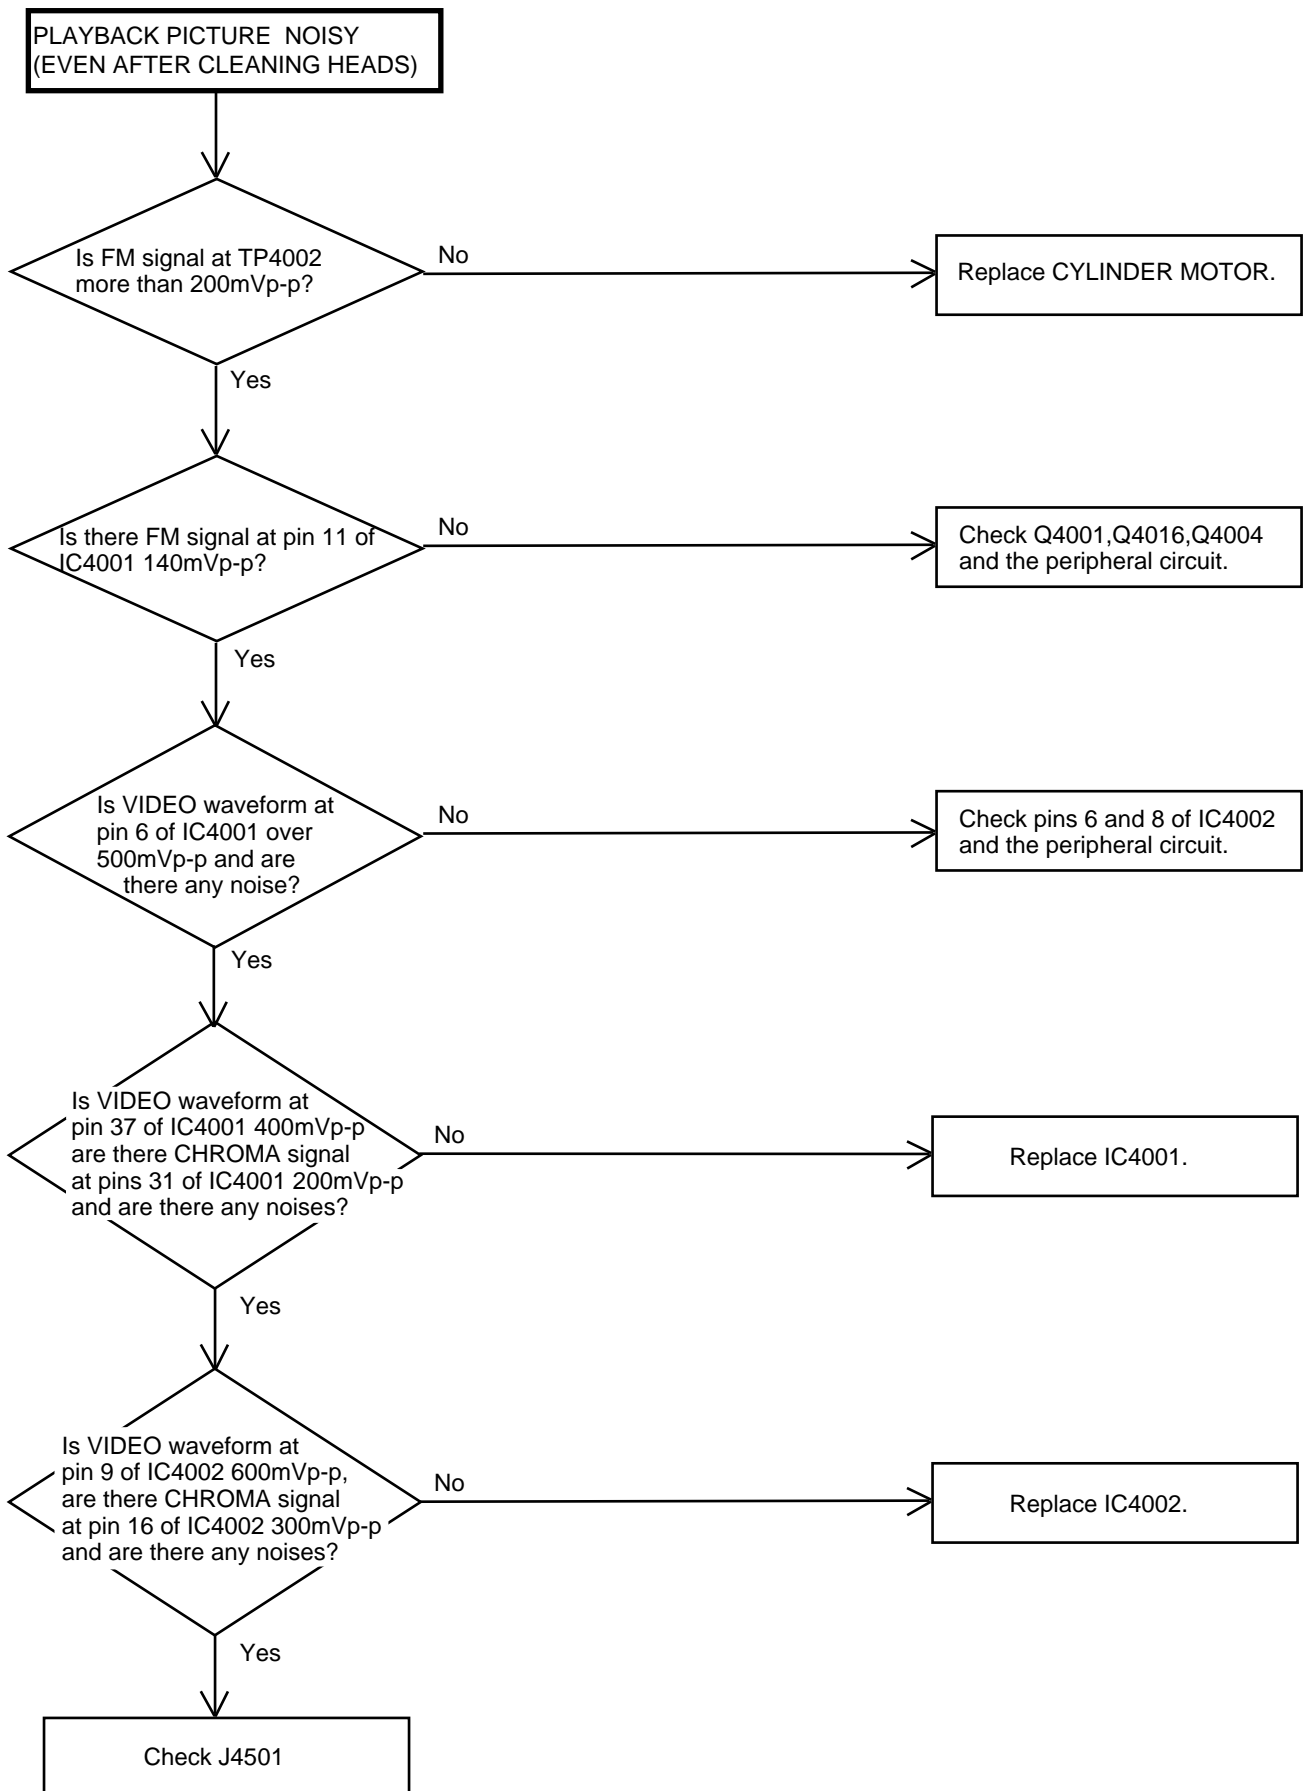 PLAYBACK PICTURE  NOISY
(EVEN AFTER CLEANING HEADS)
Is FM signal at TP4002
more than 200mVp-p?
No
Replace CYLINDER MOTOR.
Yes
Is there FM signal at pin 11 of
IC4001 140mVp-p?
No
Check Q4001,Q4016,Q4004
and the peripheral circuit.
Yes
Is VIDEO waveform at
pin 6 of IC4001 over
500mVp-p and are
there any noise?
No
Check pins 6 and 8 of IC4002
and the peripheral circuit.
Yes
Is VIDEO waveform at
pin 37 of IC4001 400mVp-p
are there CHROMA signal
at pins 31 of IC4001 200mVp-p
and are there any noises?
No
Replace IC4001.
Yes
Is VIDEO waveform at
pin 9 of IC4002 600mVp-p,
are there CHROMA signal
at pin 16 of IC4002 300mVp-p
and are there any noises?
No
Replace IC4002.
Yes
Check J4501